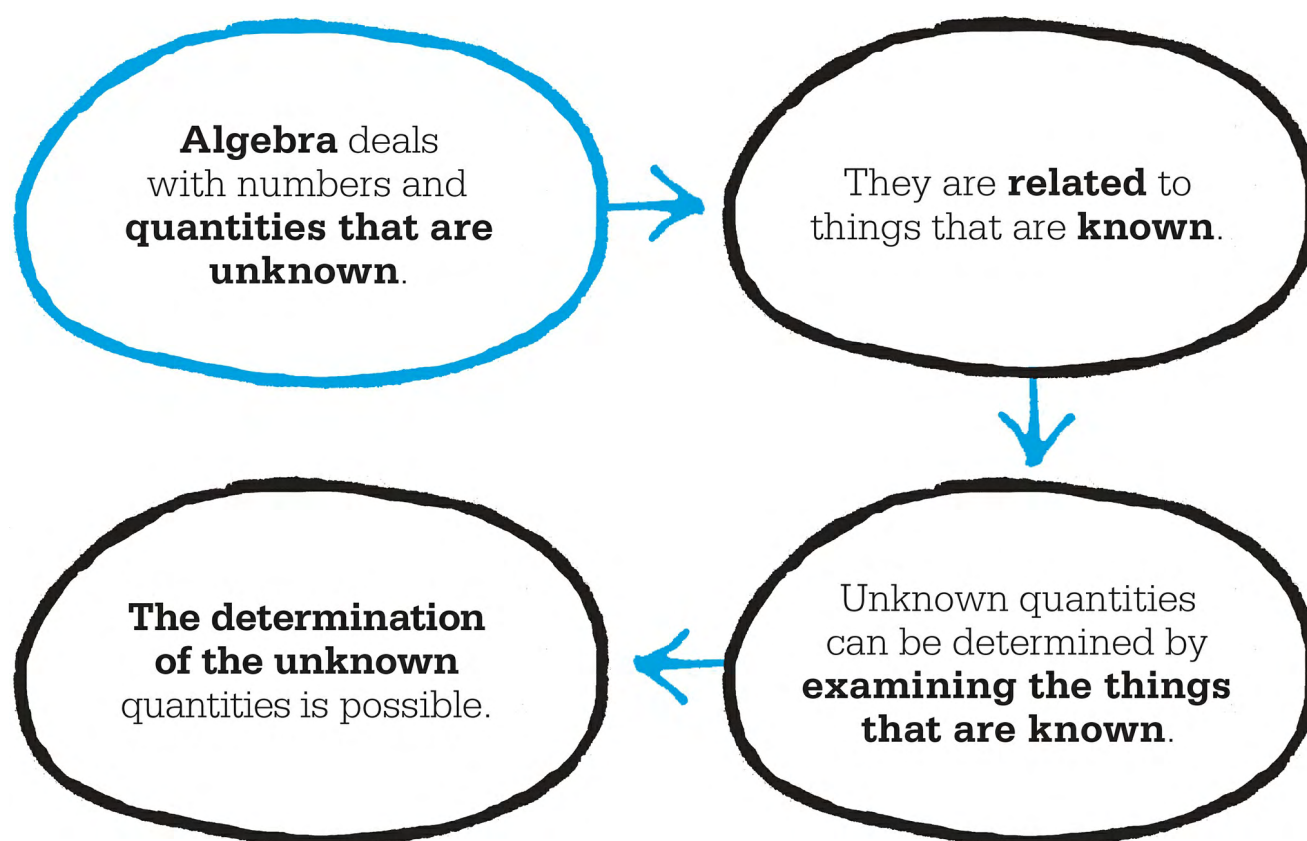 Algebra deals
with numbers and
quantities that are
unknown.
They are related to
things that are known.
Unknown quantities
can be determined by
examining the things
that are known.
The determination
of the unknown
quantities is possible.